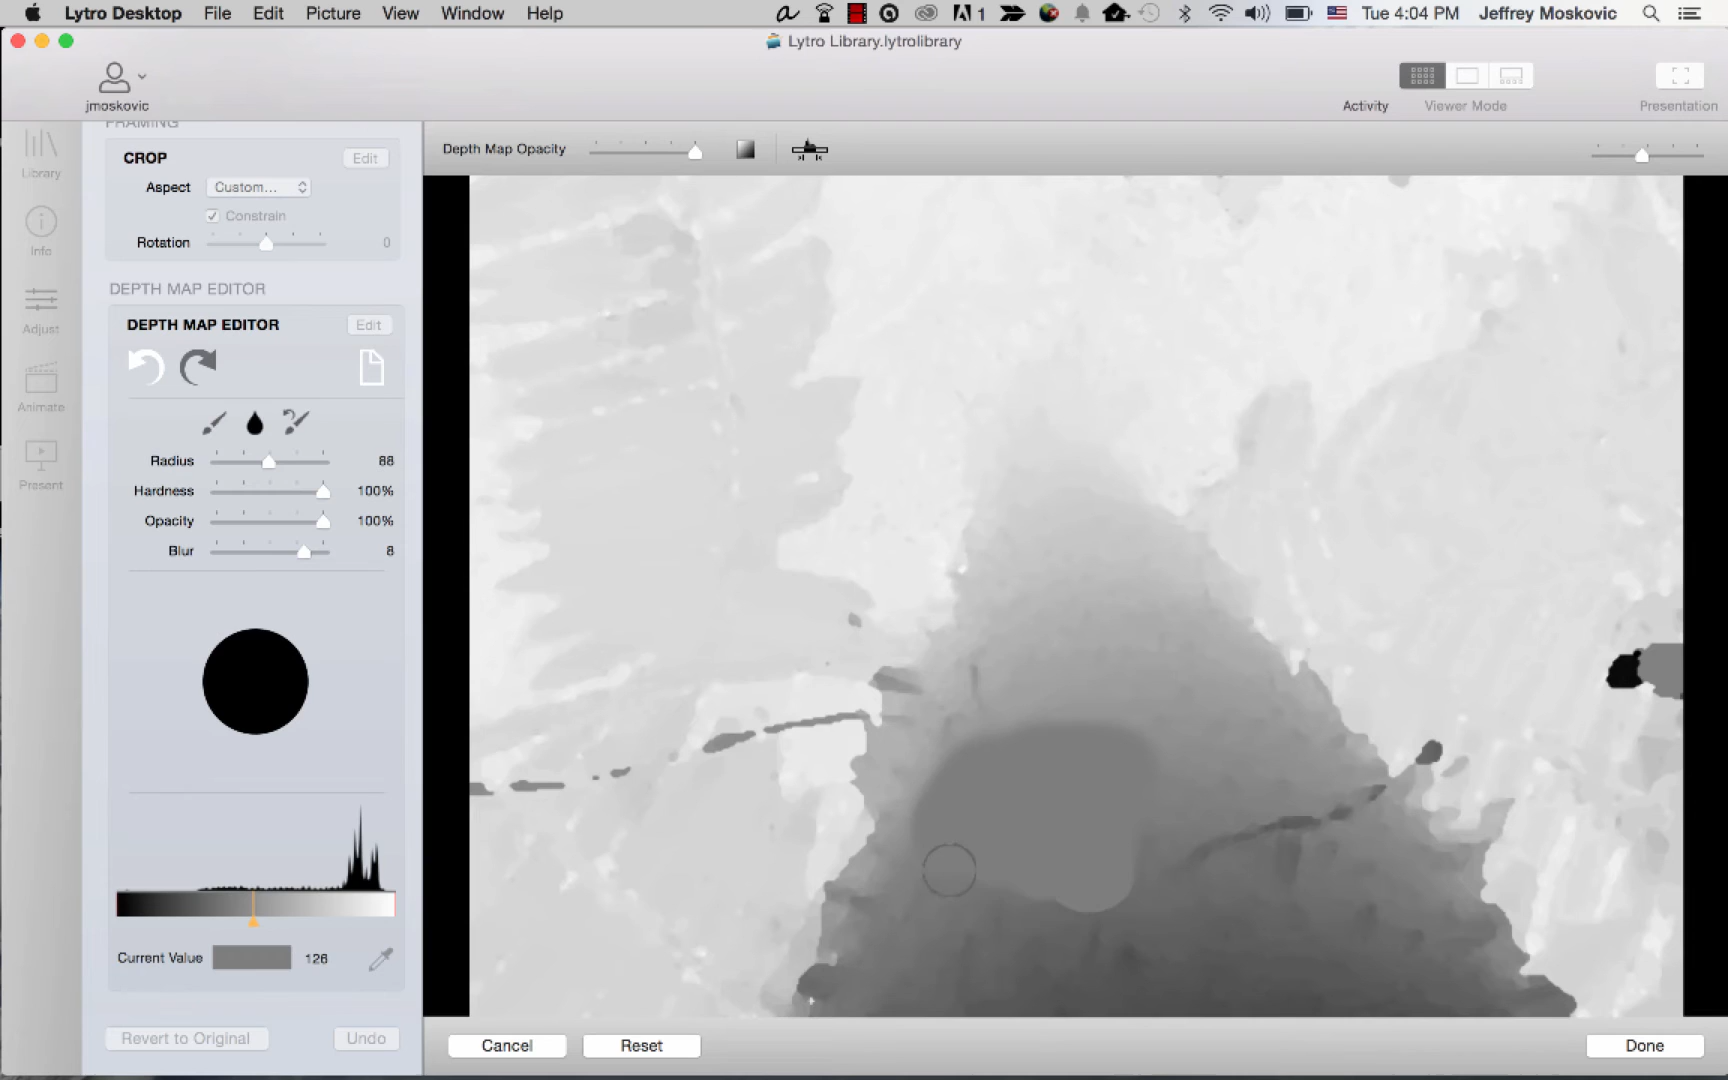 Lytro Desktop File Edit Picture View Window Help 1 Tue 4:04 PM Jeffrey Moskovic
Lytro Library.lytrolibrary
jmoskovic Activity Viewer Mode Presentation
FRAMING
Library
Info
Adjust
Animate
Present
CROP Edit
Aspect Custom...
Constrain
Rotation 0
DEPTH MAP EDITOR
DEPTH MAP EDITOR Edit
Radius 88
Hardness 100%
Opacity 100%
Blur 8
Current Value 126
Revert to Original Undo
Depth Map Opacity
Cancel Reset Done